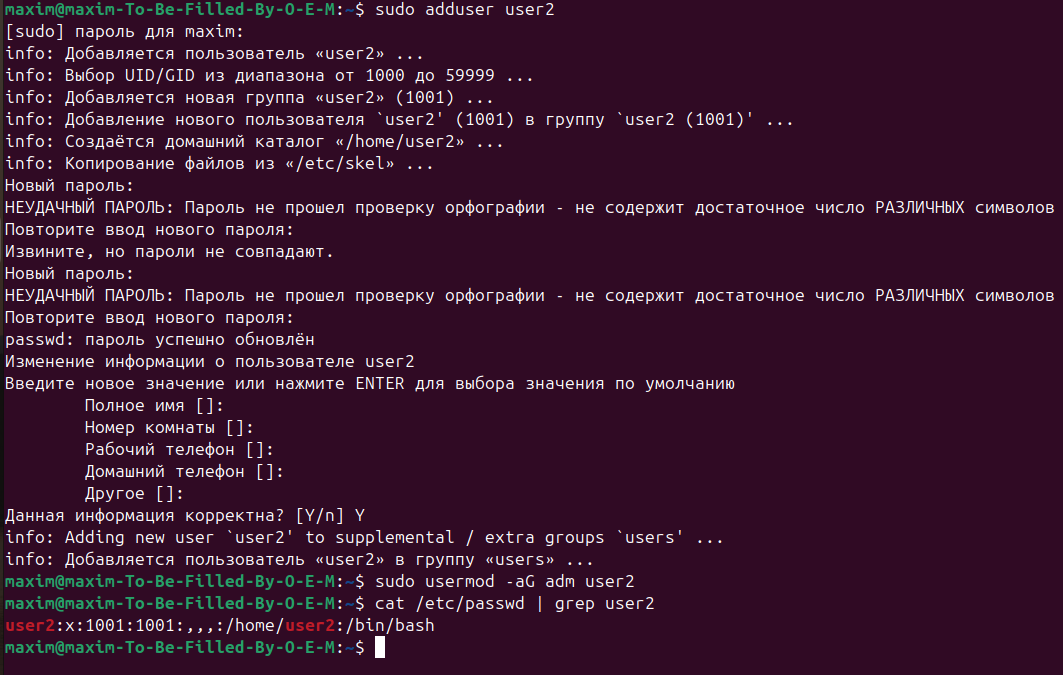 maxim@maxim-To-Be-Filled-By-O-E-M:~$ sudo adduser user2
[sudo] пароль для maxim:
info: Добавляется пользователь «user2» ...
info: Выбор UID/GID из диапазона от 1000 до 59999 ...
info: Добавляется новая группа «user2» (1001) ...
info: Добавление нового пользователя `user2' (1001) в группу `user2 (1001)' ...
info: Создаётся домашний каталог «/home/user2» ...
info: Копирование файлов из «/etc/skel» ...
Новый пароль:
НЕУДАЧНЫЙ ПАРОЛЬ: Пароль не прошел проверку орфографии - не содержит достаточное число РАЗЛИЧНЫХ символов
Повторите ввод нового пароля:
Извините, но пароли не совпадают.
Новый пароль:
НЕУДАЧНЫЙ ПАРОЛЬ: Пароль не прошел проверку орфографии - не содержит достаточное число РАЗЛИЧНЫХ символов
Повторите ввод нового пароля:
passwd: пароль успешно обновлён
Изменение информации о пользователе user2
Введите новое значение или нажмите ENTER для выбора значения по умолчанию
Полное имя []:
Номер комнаты []:
Рабочий телефон []:
Домашний телефон []:
Другое []:
Данная информация корректна? [Y/n] Y
info: Adding new user `user2' to supplemental / extra groups `users' ...
info: Добавляется пользователь «user2» в группу «users» ...
maxim@maxim-To-Be-Filled-By-O-E-M:~$ sudo usermod -aG adm user2
maxim@maxim-To-Be-Filled-By-O-E-M:~$ cat /etc/passwd | grep user2
user2:x:1001:1001:,,,:/home/user2:/bin/bash
maxim@maxim-To-Be-Filled-By-O-E-M:~$